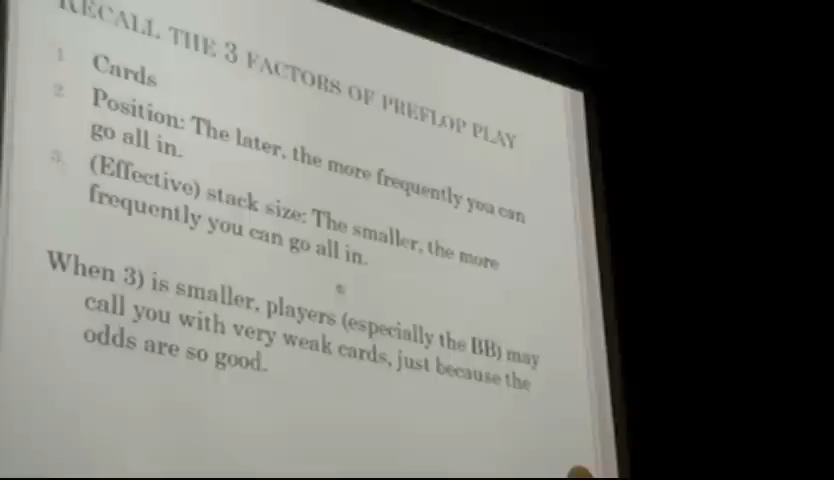 RECALL THE 3 FACTORS OF PREFLOP PLAY
1. Cards
2. Position: The later, the more frequently you can
go all in.
3. (Effective) stack size: The smaller, the more
frequently you can go all in.
When 3) is smaller, players (especially the BB) may
call you with very weak cards, just because the
odds are so good.